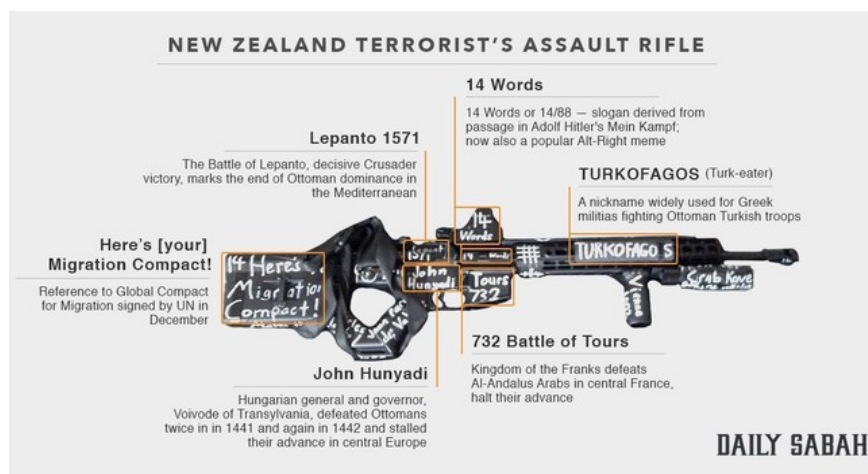 NEW ZEALAND TERRORIST'S ASSAULT RIFLE
14 Words
14 Words or 14/88 — slogan derived from
passage in Adolf Hitler's Mein Kampf;
now also a popular Alt-Right meme
Lepanto 1571
The Battle of Lepanto, decisive Crusader
victory, marks the end of Ottoman dominance in
the Mediterranean
TURKOFAGOS (Turk-eater)
A nickname widely used for Greek
militias fighting Ottoman Turkish troops
Here's [your]
Migration Compact!
Reference to Global Compact
for Migration signed by UN in
December
14 Here's
Migration
Compact!
1571
14
Words
14 - Words
John
Hunyadi
Tours
732
TURKOFAGOS
732 Battle of Tours
Kingdom of the Franks defeats
Al-Andalus Arabs in central France,
halt their advance
John Hunyadi
Hungarian general and governor,
Voivode of Transylvania, defeated Ottomans
twice in in 1441 and again in 1442 and stalled
their advance in central Europe
DAILY SABAH